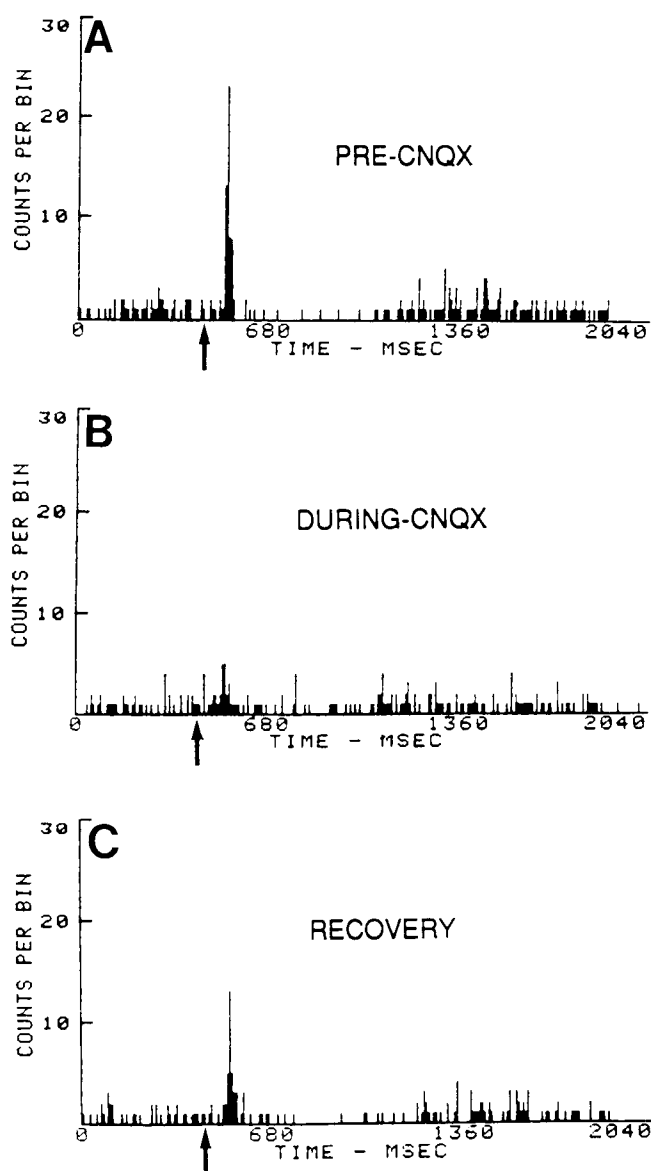 A
30
20
10
COUNTS PER BIN
PRE-CNQX
0 680 1360 2040
TIME - MSEC
B
30
20
10
COUNTS PER BIN
DURING-CNQX
0 680 1360 2040
TIME - MSEC
C
30
20
10
COUNTS PER BIN
RECOVERY
0 680 1360 2040
TIME - MSEC